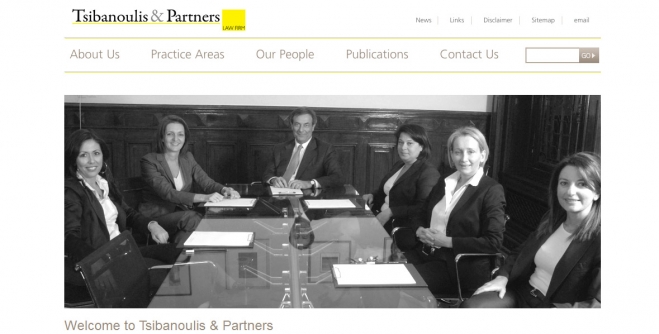 Tsibanoulis & Partners
LAW FIRM
News | Links | Disclaimer | Sitemap | email
About Us Practice Areas Our People Publications Contact Us GO
Welcome to Tsibanoulis & Partners